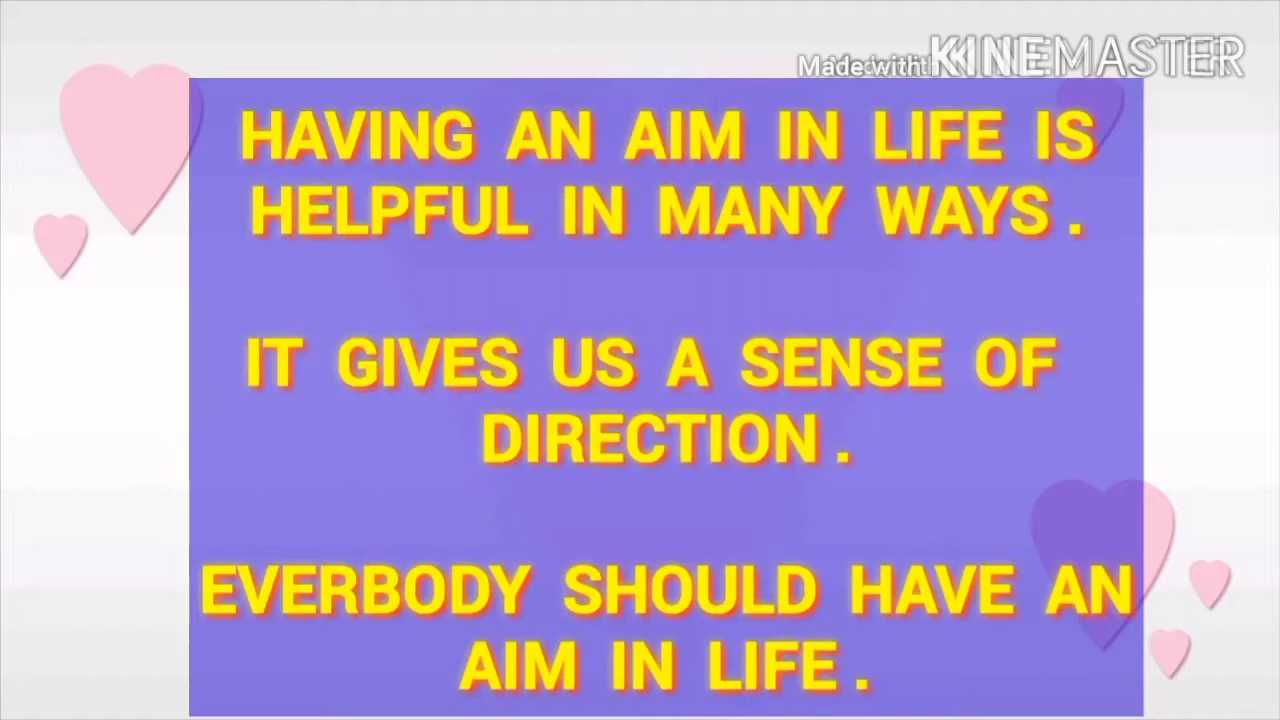 Made with KINEMASTER
HAVING AN AIM IN LIFE IS
HELPFUL IN MANY WAYS .
IT GIVES US A SENSE OF
DIRECTION .
EVERBODY SHOULD HAVE AN
AIM IN LIFE .